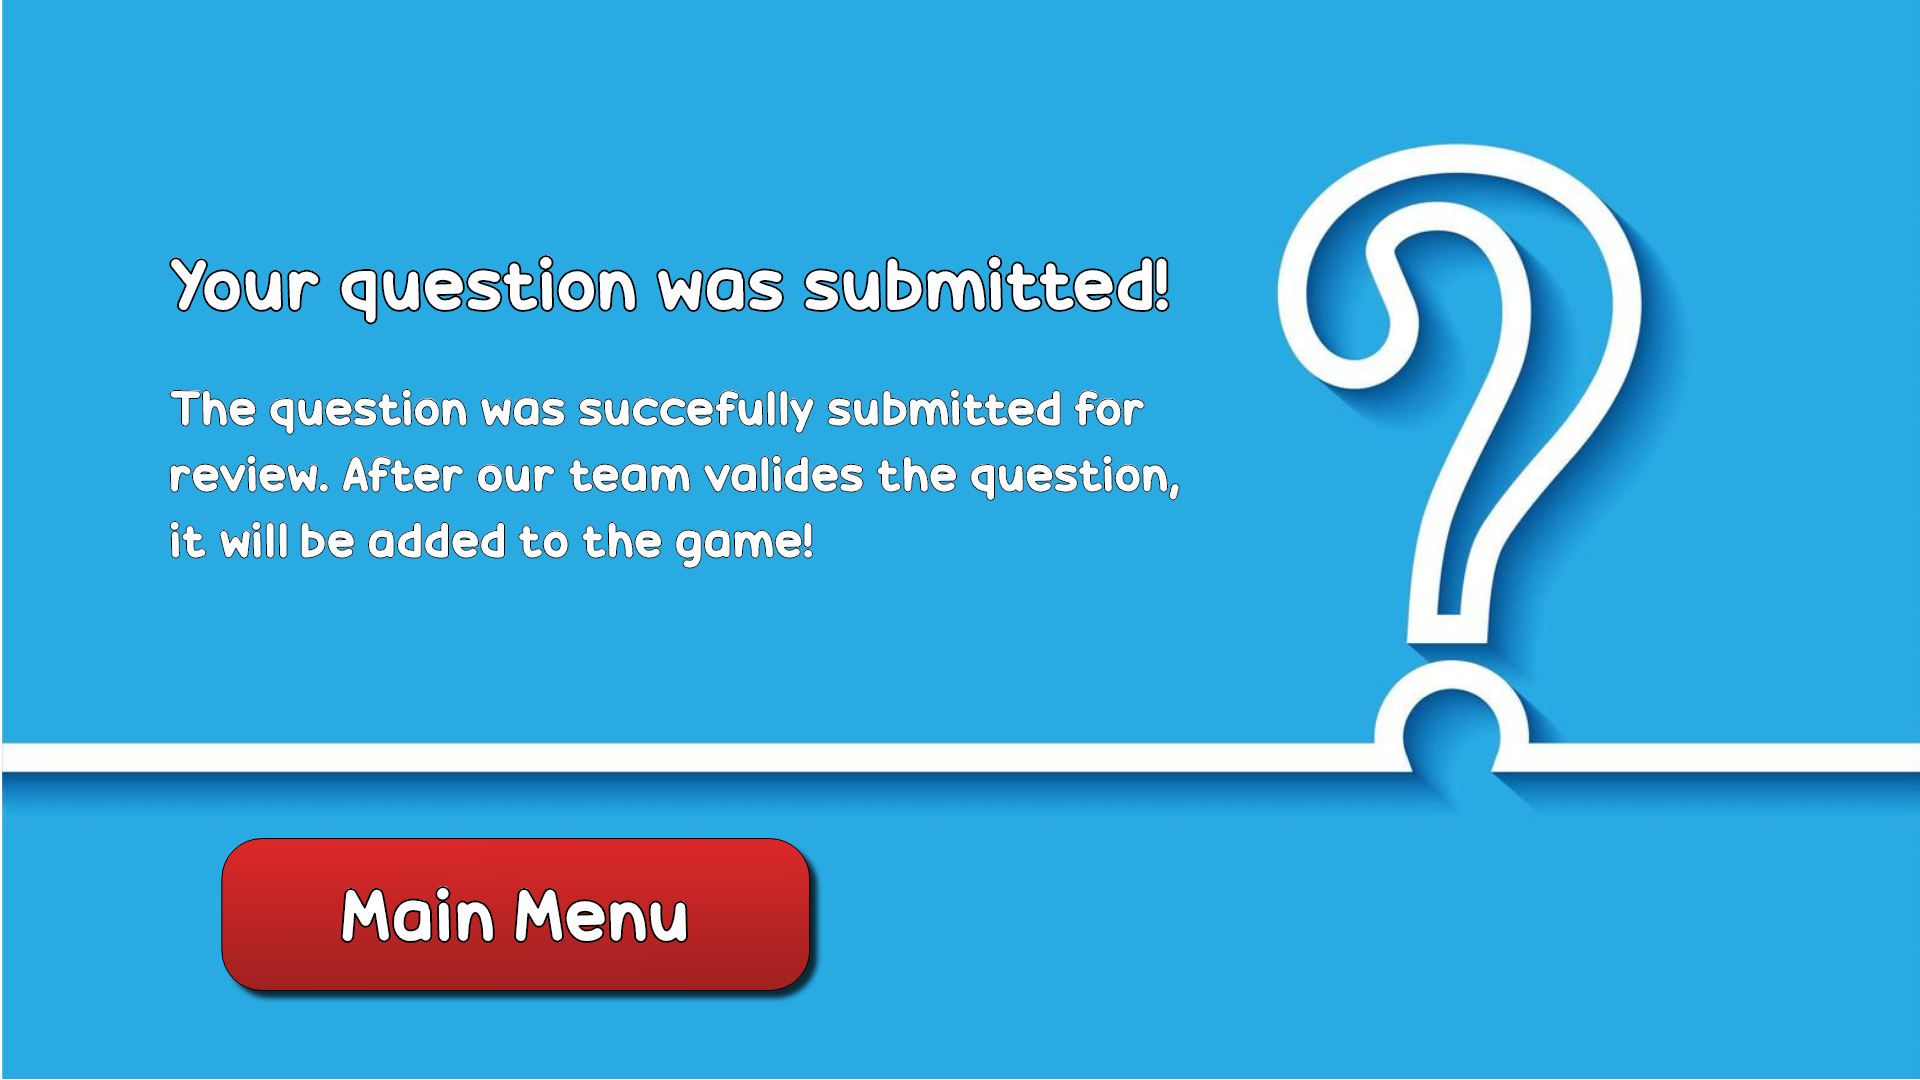 Your question was submitted!
The question was succefully submitted for
review. After our team valides the question,
it will be added to the game!
Main Menu